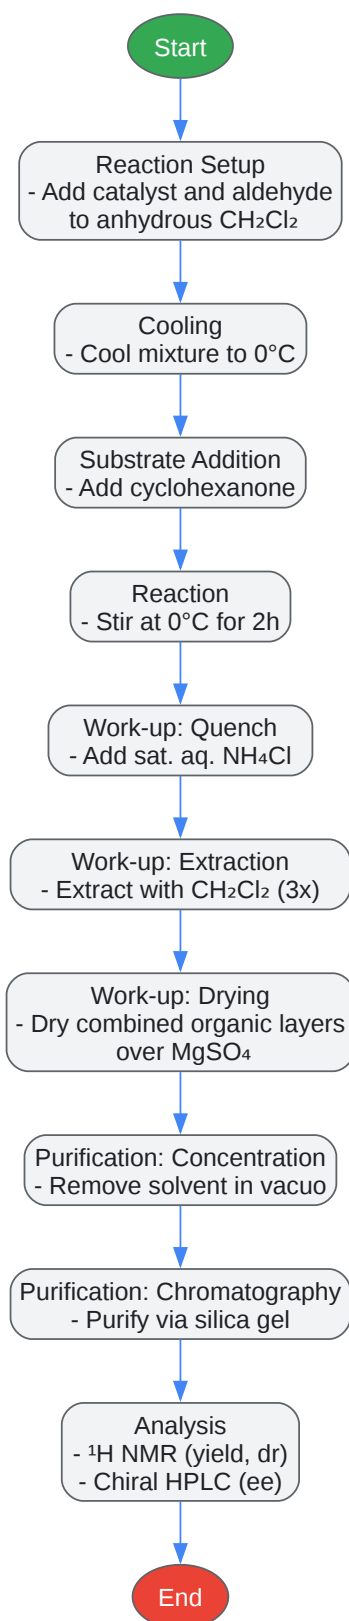 Start
Reaction Setup
- Add catalyst and aldehyde
to anhydrous CH₂Cl₂
Cooling
- Cool mixture to 0°C
Substrate Addition
- Add cyclohexanone
Reaction
- Stir at 0°C for 2h
Work-up: Quench
- Add sat. aq. NH₄Cl
Work-up: Extraction
- Extract with CH₂Cl₂ (3x)
Work-up: Drying
- Dry combined organic layers
over MgSO₄
Purification: Concentration
- Remove solvent in vacuo
Purification: Chromatography
- Purify via silica gel
Analysis
- ¹H NMR (yield, dr)
- Chiral HPLC (ee)
End